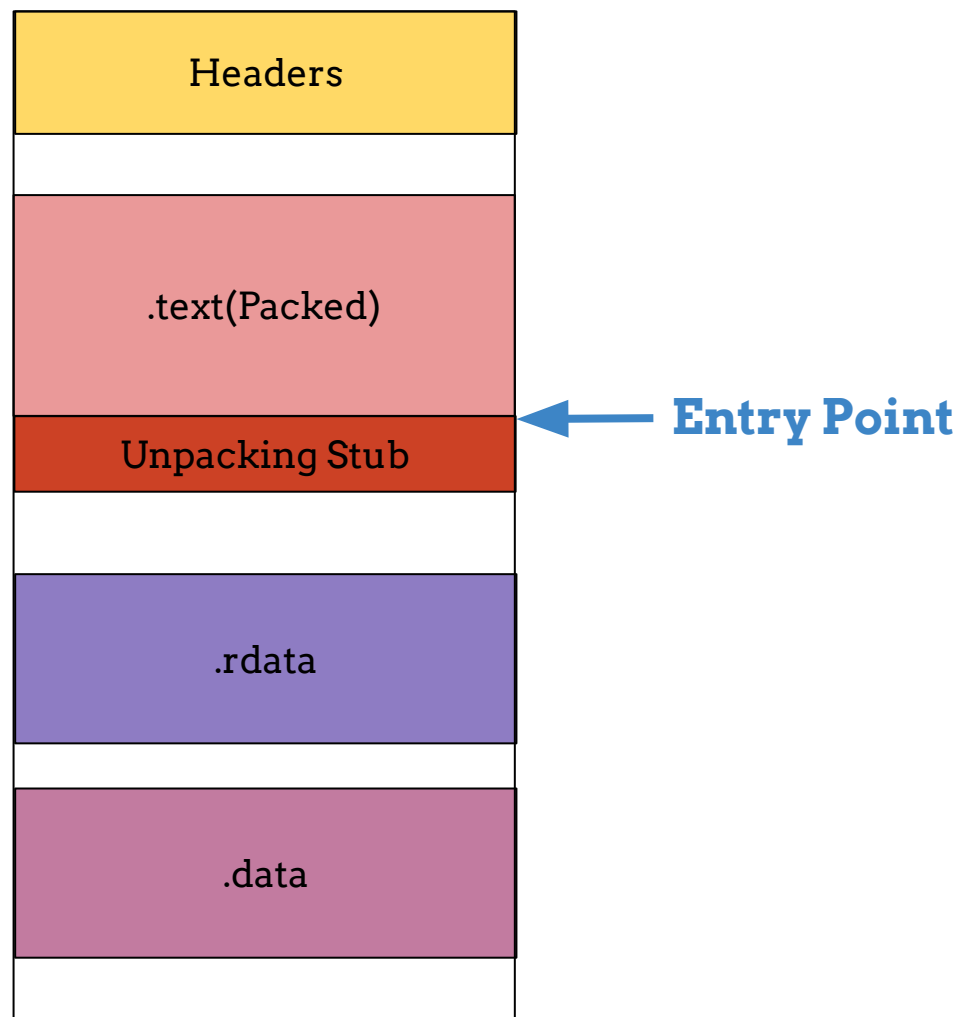 Headers
.text(Packed)
Entry Point
Unpacking Stub
.rdata
.data